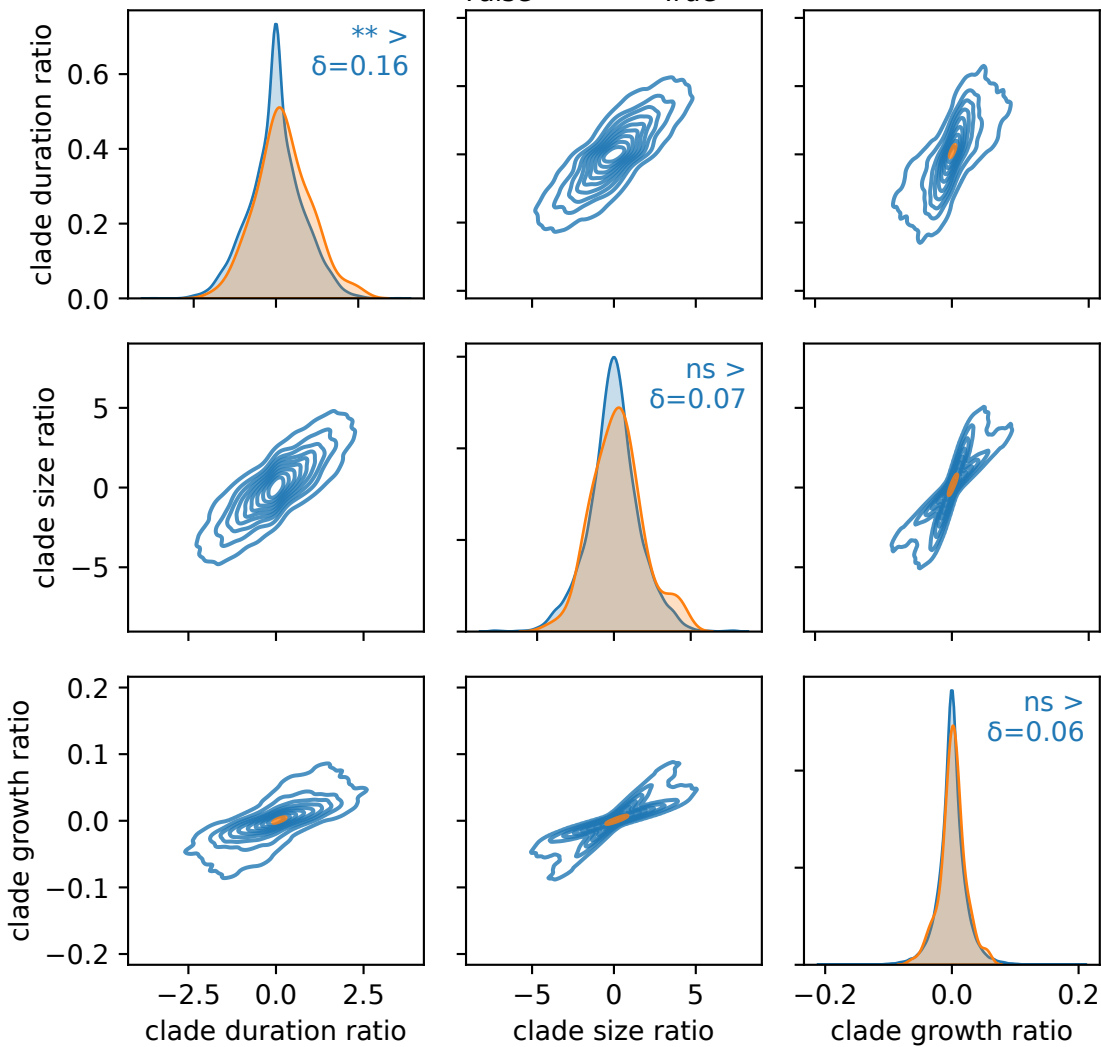 clade duration ratio
0.6
0.4
0.2
0.0
** >
δ=0.16
clade size ratio
5
0
−5
ns >
δ=0.07
clade growth ratio
0.2
0.1
0.0
−0.1
−0.2
ns >
δ=0.06
−2.5 0.0 2.5
−5 0 5
−0.2 0.0 0.2
clade duration ratio
clade size ratio
clade growth ratio